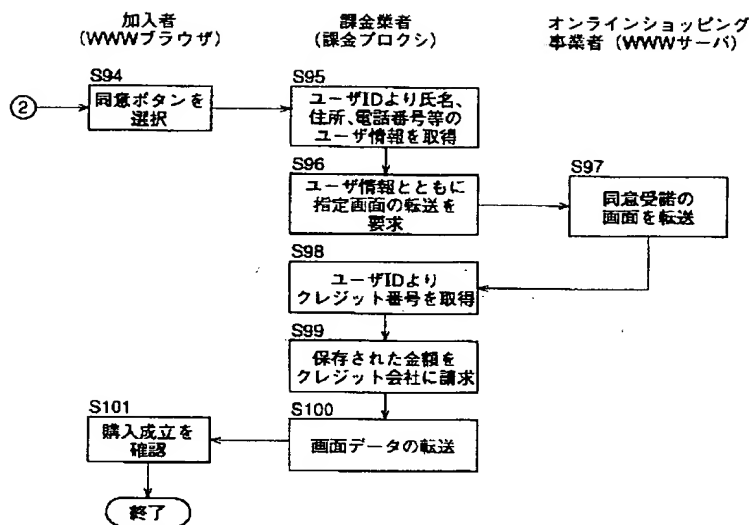 加入者
(WWWブラウザ)
課金業者
(課金プロクシ)
オンラインショッピング
事業者(WWWサーバ)
②
S94
同意ボタンを
選択
S95
ユーザIDより氏名、
住所、電話番号等の
ユーザ情報を取得
S96
ユーザ情報とともに
指定画面の転送を
要求
S97
同意受諾の
画面を転送
S98
ユーザIDより
クレジット番号を取得
S99
保存された金額を
クレジット会社に請求
S100
画面データの転送
S101
購入成立を
確認
終了